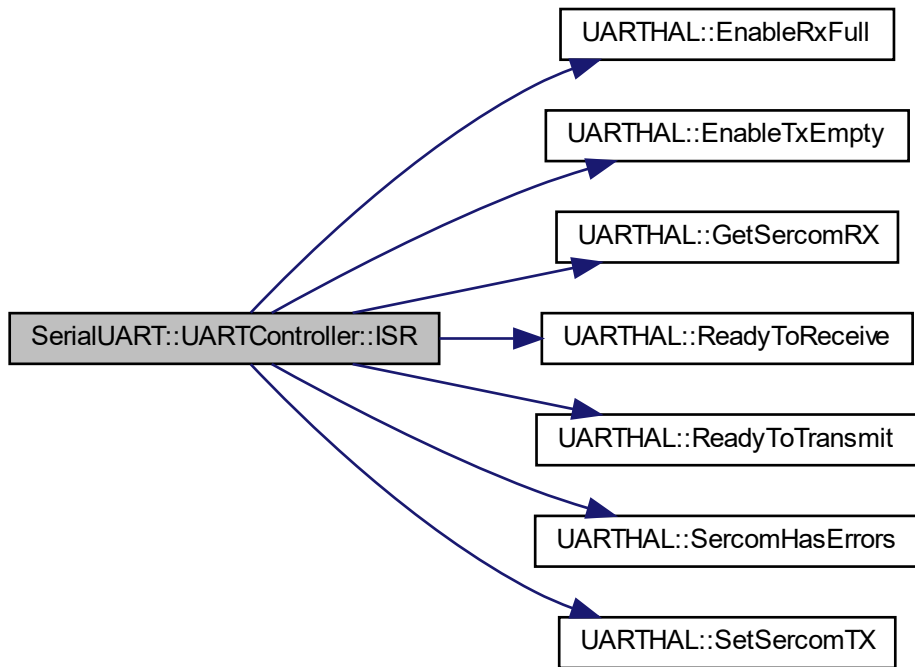 UARTHAL::EnableRxFull
UARTHAL::EnableTxEmpty
UARTHAL::GetSercomRX
SerialUART::UARTController::ISR
UARTHAL::ReadyToReceive
UARTHAL::ReadyToTransmit
UARTHAL::SercomHasErrors
UARTHAL::SetSercomTX